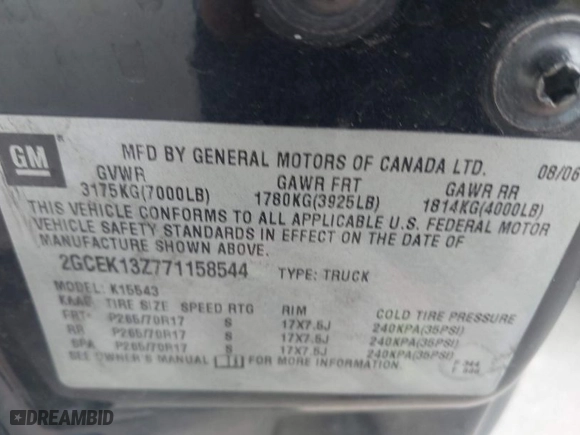 GM
MFD BY GENERAL MOTORS OF CANADA LTD. 08/06
GVWR GAWR FRT GAWR RR
3175KG(7000LB) 1780KG(3925LB) 1814KG(4000LB)
THIS VEHICLE CONFORMS TO ALL APPLICABLE U.S. FEDERAL MOTOR
VEHICLE SAFETY STANDARDS IN EFFECT ON THE DATE OF
MANUFACTURE SHOWN ABOVE.
2GCEK13Z771158544 TYPE: TRUCK
MODEL: K15543
TIRE SIZE SPEED RTG RIM COLD TIRE PRESSURE
FRT P265/70R17 S 17X7.5J 240KPA(35PSI)
RR P265/70R17 S 17X7.5J 240KPA(35PSI)
SPA P265/70R17 S 17X7.5J 240KPA(35PSI)
SEE OWNER'S MANUAL FOR MORE INFORMATION.
DREAMBID